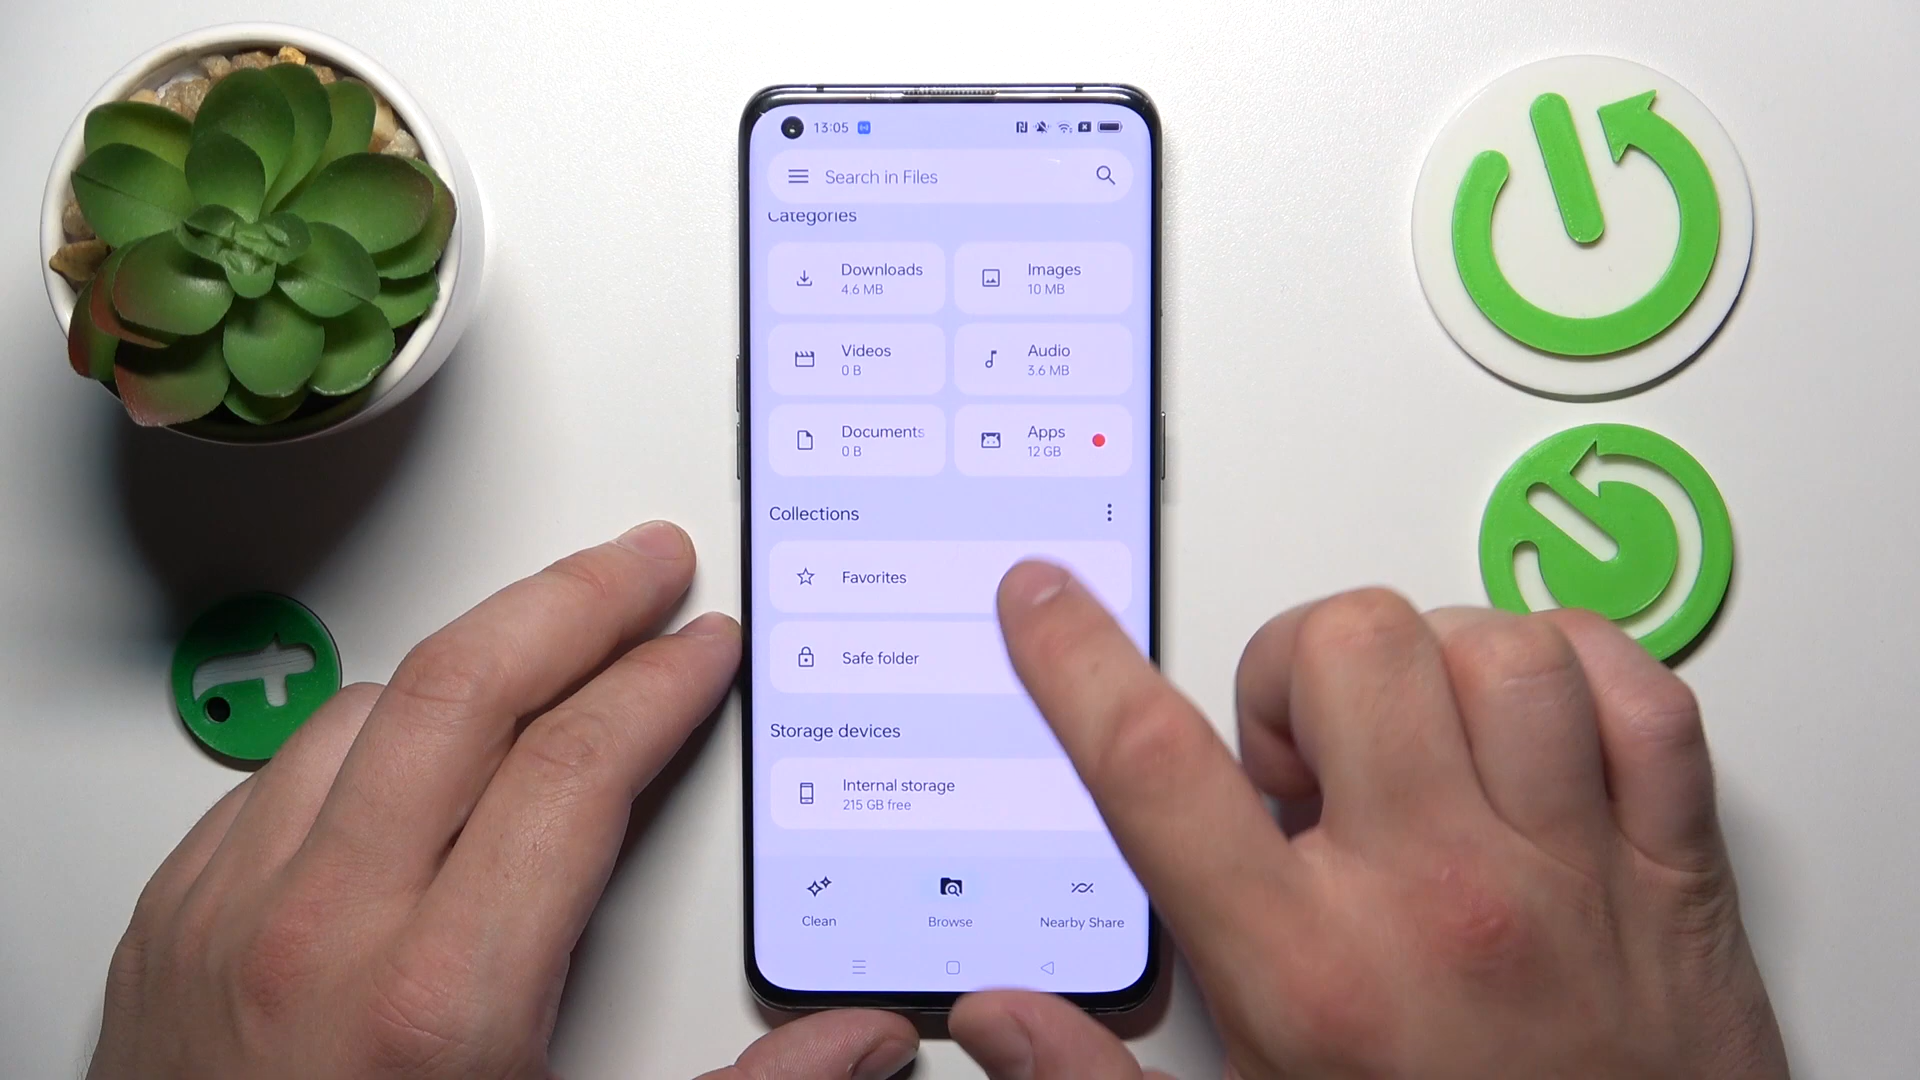 13:05
Search in Files
Categories
Downloads
4.6 MB
Images
10 MB
Videos
0 B
Audio
3.6 MB
Documents
0 B
Apps
12 GB
Collections
Favorites
Safe folder
Storage devices
Internal storage
215 GB free
Clean
Browse
Nearby Share